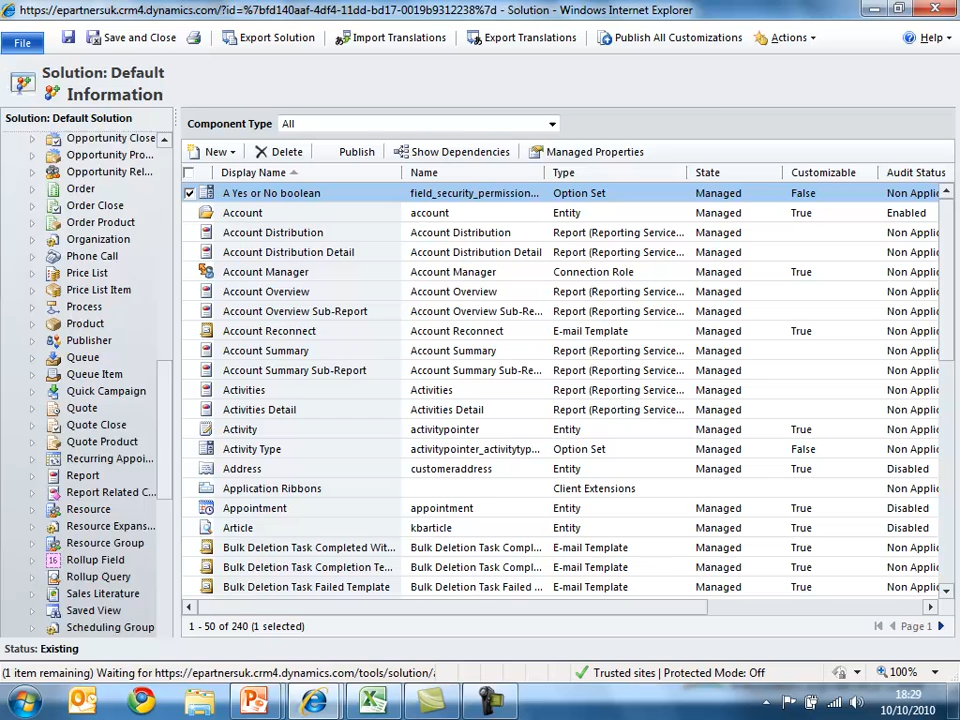 https://epartnersuk.crm4.dynamics.com/?id=%7bfd140aaf-4df4-11dd-bd17-0019b9312238%7d - Solution - Windows Internet Explorer
File
Save and Close
Export Solution
Import Translations
Export Translations
Publish All Customizations
Actions
Help
Solution: Default
Information
Solution: Default Solution
Opportunity Close
Opportunity Pro...
Opportunity Rel...
Order
Order Close
Order Product
Organization
Phone Call
Price List
Price List Item
Process
Product
Publisher
Queue
Queue Item
Quick Campaign
Quote
Quote Close
Quote Product
Recurring Appoi...
Report
Report Related C...
Resource
Resource Expans...
Resource Group
16 Rollup Field
Rollup Query
Sales Literature
Saved View
Scheduling Group
Component Type All
New Delete Publish Show Dependencies Managed Properties
Display Name Name Type State Customizable Audit Status
A Yes or No boolean field_security_permission... Option Set Managed False Non Applic
Account account Entity Managed True Enabled
Account Distribution Account Distribution Report (Reporting Service... Managed Non Applic
Account Distribution Detail Account Distribution Detail Report (Reporting Service... Managed Non Applic
Account Manager Account Manager Connection Role Managed True Non Applic
Account Overview Account Overview Report (Reporting Service... Managed Non Applic
Account Overview Sub-Report Account Overview Sub-Re... Report (Reporting Service... Managed Non Applic
Account Reconnect Account Reconnect E-mail Template Managed True Non Applic
Account Summary Account Summary Report (Reporting Service... Managed Non Applic
Account Summary Sub-Report Account Summary Sub-Re... Report (Reporting Service... Managed Non Applic
Activities Activities Report (Reporting Service... Managed Non Applic
Activities Detail Activities Detail Report (Reporting Service... Managed Non Applic
Activity activitypointer Entity Managed True Non Applic
Activity Type activitypointer_activitytyp... Option Set Managed False Non Applic
Address customeraddress Entity Managed True Disabled
Application Ribbons Client Extensions Managed Non Applic
Appointment appointment Entity Managed True Disabled
Article kbarticle Entity Managed True Disabled
Bulk Deletion Task Completed Wit... Bulk Deletion Task Compl... E-mail Template Managed True Non Applic
Bulk Deletion Task Completion Te... Bulk Deletion Task Compl... E-mail Template Managed True Non Applic
Bulk Deletion Task Failed Template Bulk Deletion Task Failed ... E-mail Template Managed True Non Applic
1 - 50 of 240 (1 selected)
Page 1
Status: Existing
(1 item remaining) Waiting for https://epartnersuk.crm4.dynamics.com/tools/solution/
Trusted sites | Protected Mode: Off
100%
18:29
10/10/2010